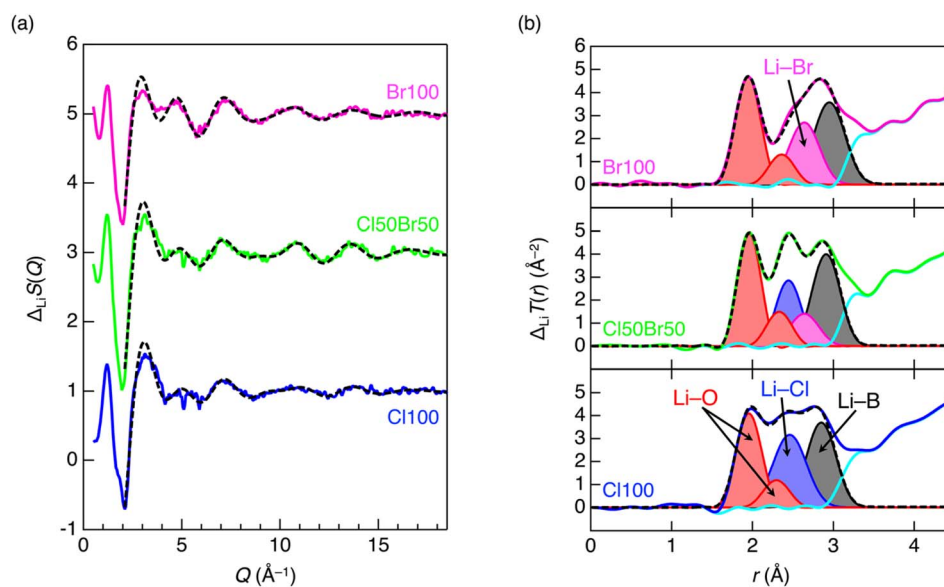 (a)
6
5
4
3
2
1
0
-1
Δ_Li S(Q)
Br100
Cl50Br50
Cl100
0
5
10
15
Q (Å⁻¹)
(b)
5
4
3
2
1
0
Li–Br
Br100
5
4
3
2
1
0
Cl50Br50
Δ_Li T(r) (Å⁻²)
5
4
3
2
1
0
Li–O
Li–Cl
Li–B
Cl100
0
1
2
3
4
r (Å)